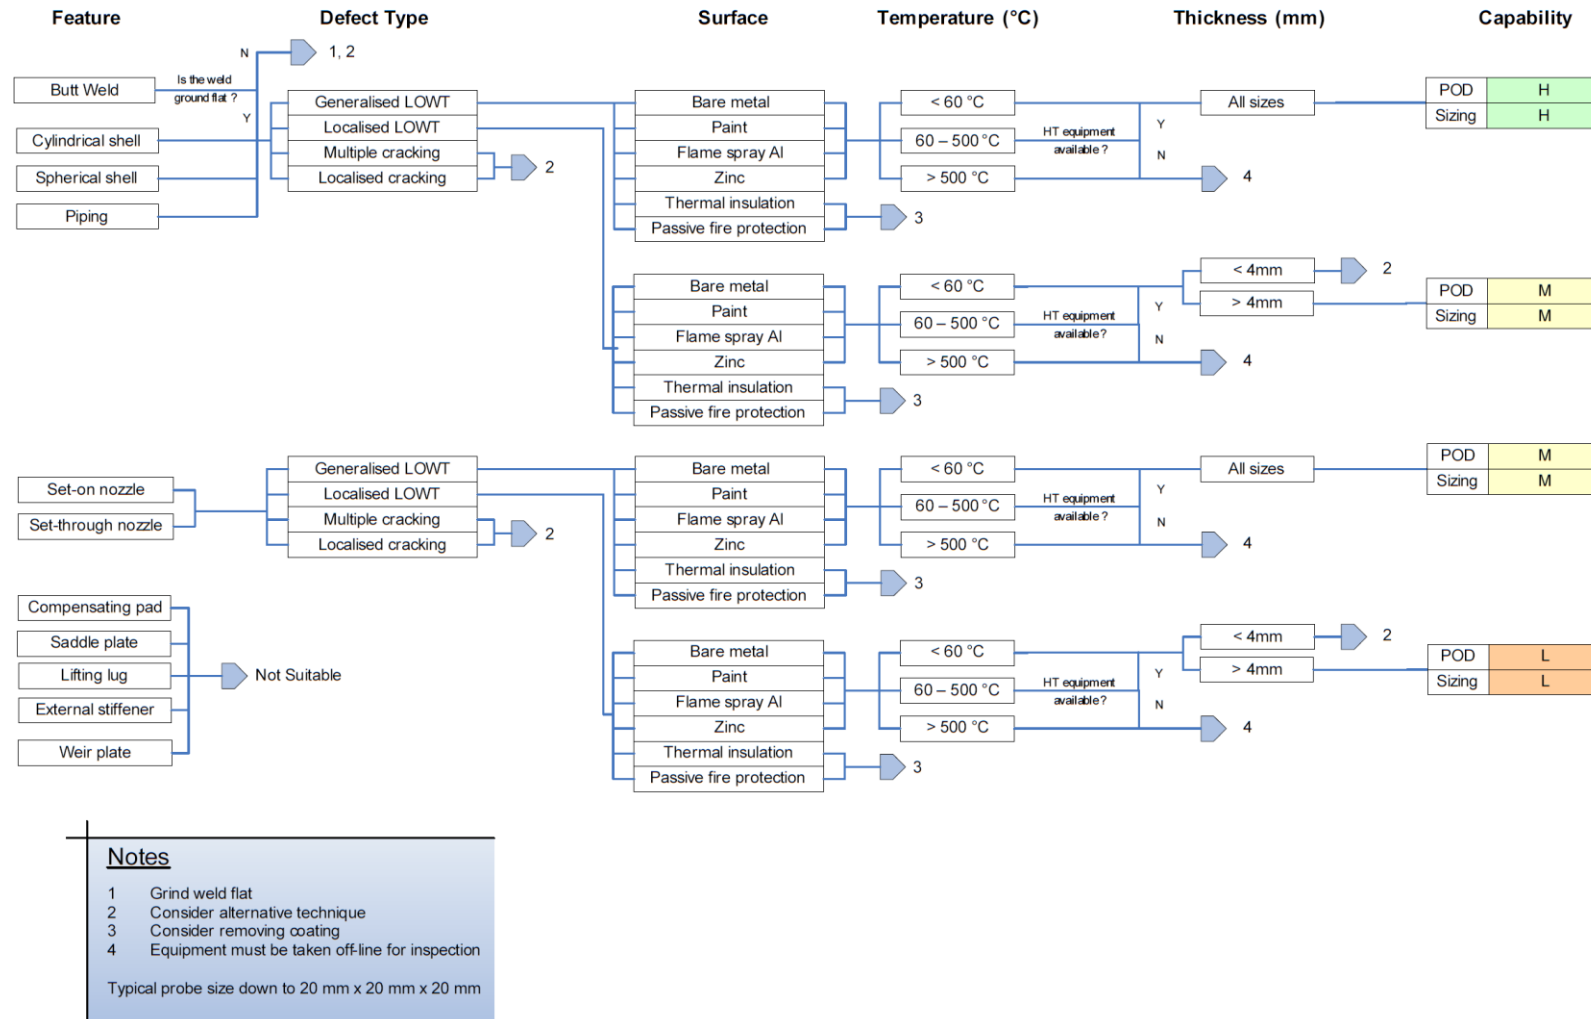 Feature Defect Type Surface Temperature (°C) Thickness (mm) Capability
N
1, 2
Butt Weld
Is the weld
ground flat ?
Y
Cylindrical shell
Spherical shell
Piping
Generalised LOWT
Localised LOWT
Multiple cracking
Localised cracking
2
Bare metal
Paint
Flame spray Al
Zinc
Thermal insulation
Passive fire protection
3
< 60 °C
60 – 500 °C
> 500 °C
HT equipment
available ?
Y
N
All sizes
4
POD H
Sizing H
Bare metal
Paint
Flame spray Al
Zinc
Thermal insulation
Passive fire protection
3
< 60 °C
60 – 500 °C
> 500 °C
HT equipment
available ?
Y
N
< 4mm
2
> 4mm
4
POD M
Sizing M
Set-on nozzle
Set-through nozzle
Generalised LOWT
Localised LOWT
Multiple cracking
Localised cracking
2
Bare metal
Paint
Flame spray Al
Zinc
Thermal insulation
Passive fire protection
3
< 60 °C
60 – 500 °C
> 500 °C
HT equipment
available ?
Y
N
All sizes
4
POD M
Sizing M
Compensating pad
Saddle plate
Lifting lug
External stiffener
Weir plate
Not Suitable
Bare metal
Paint
Flame spray Al
Zinc
Thermal insulation
Passive fire protection
3
< 60 °C
60 – 500 °C
> 500 °C
HT equipment
available ?
Y
N
< 4mm
2
> 4mm
4
POD L
Sizing L
Notes
1 Grind weld flat
2 Consider alternative technique
3 Consider removing coating
4 Equipment must be taken off-line for inspection
Typical probe size down to 20 mm x 20 mm x 20 mm